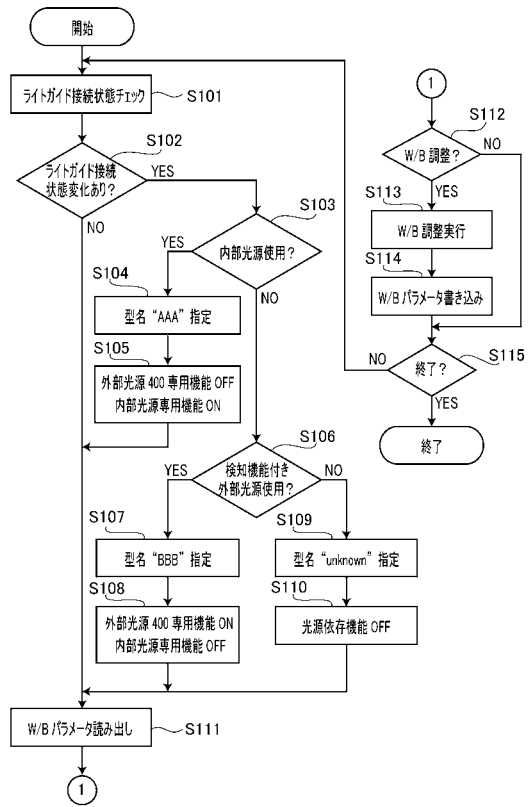 開始
ライトガイド接続状態チェック
S101
S102
ライトガイド接続
状態変化あり?
YES
NO
S103
内部光源使用?
YES
NO
S104
型名“AAA”指定
S105
外部光源400専用機能OFF
内部光源専用機能ON
S106
検知機能付き
外部光源使用?
YES
NO
S107
型名“BBB”指定
S108
外部光源400専用機能ON
内部光源専用機能OFF
S109
型名“unknown”指定
S110
光源依存機能OFF
W/Bパラメータ読み出し
S111
1
1
S112
W/B調整?
NO
YES
S113
W/B調整実行
S114
W/Bパラメータ書き込み
S115
終了?
NO
YES
終了